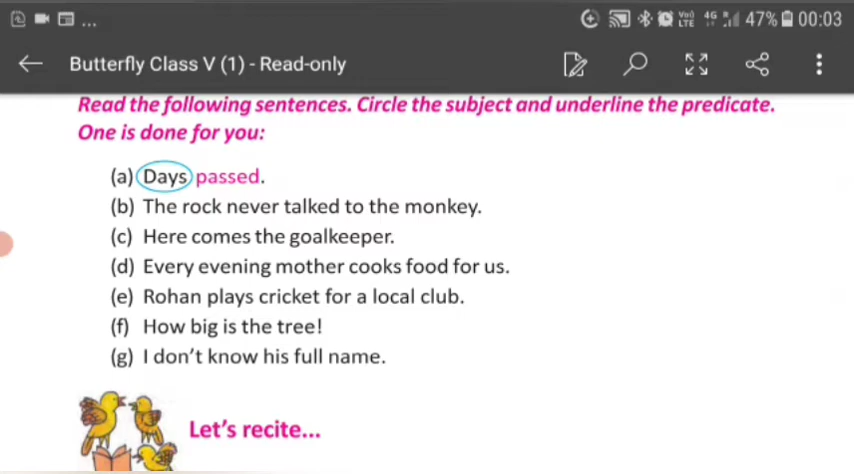 ... Vo) LTE 4G 47% 00:03
Butterfly Class V (1) - Read-only
Read the following sentences. Circle the subject and underline the predicate.
One is done for you:
(a) Days passed.
(b) The rock never talked to the monkey.
(c) Here comes the goalkeeper.
(d) Every evening mother cooks food for us.
(e) Rohan plays cricket for a local club.
(f) How big is the tree!
(g) I don't know his full name.
Let's recite...